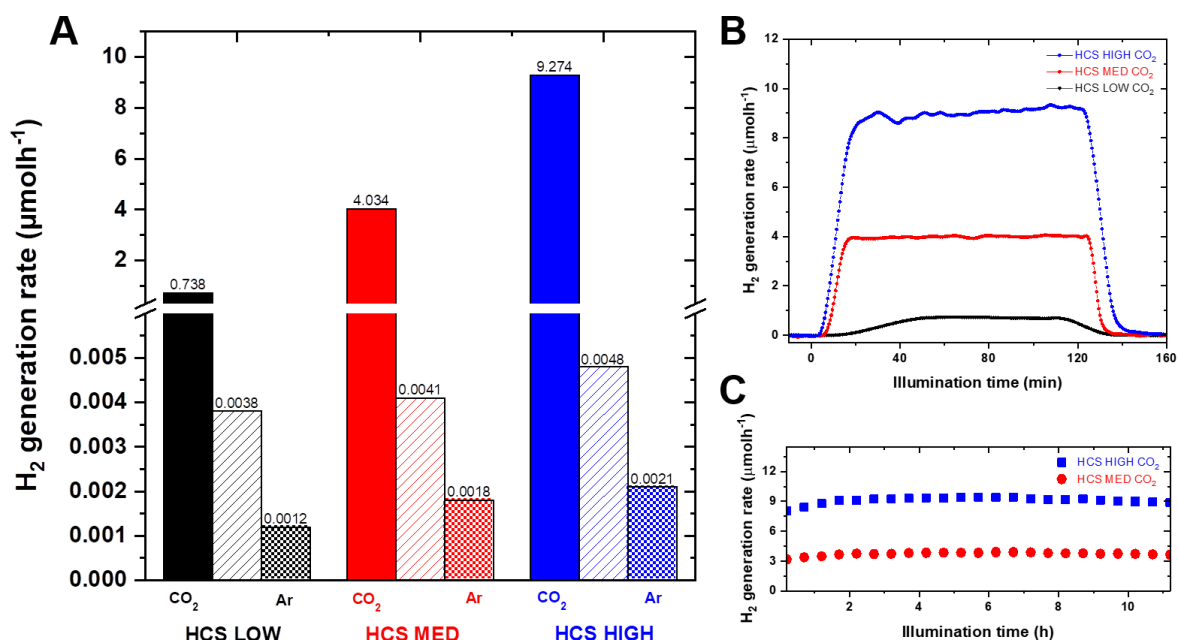 A
H₂ generation rate (µmolh⁻¹)
10
8
6
4
2
0.005
0.004
0.003
0.002
0.001
0.000
0.738
0.0038
0.0012
4.034
0.0041
0.0018
9.274
0.0048
0.0021
CO₂ Ar CO₂ Ar CO₂ Ar
HCS LOW HCS MED HCS HIGH
B
H₂ generation rate (µmolh⁻¹)
12
10
8
6
4
2
0
HCS HIGH CO₂
HCS MED CO₂
HCS LOW CO₂
0 40 80 120 160
Illumination time (min)
C
H₂ generation rate (µmolh⁻¹)
12
9
6
3
0
HCS HIGH CO₂
HCS MED CO₂
2 4 6 8 10
Illumination time (h)